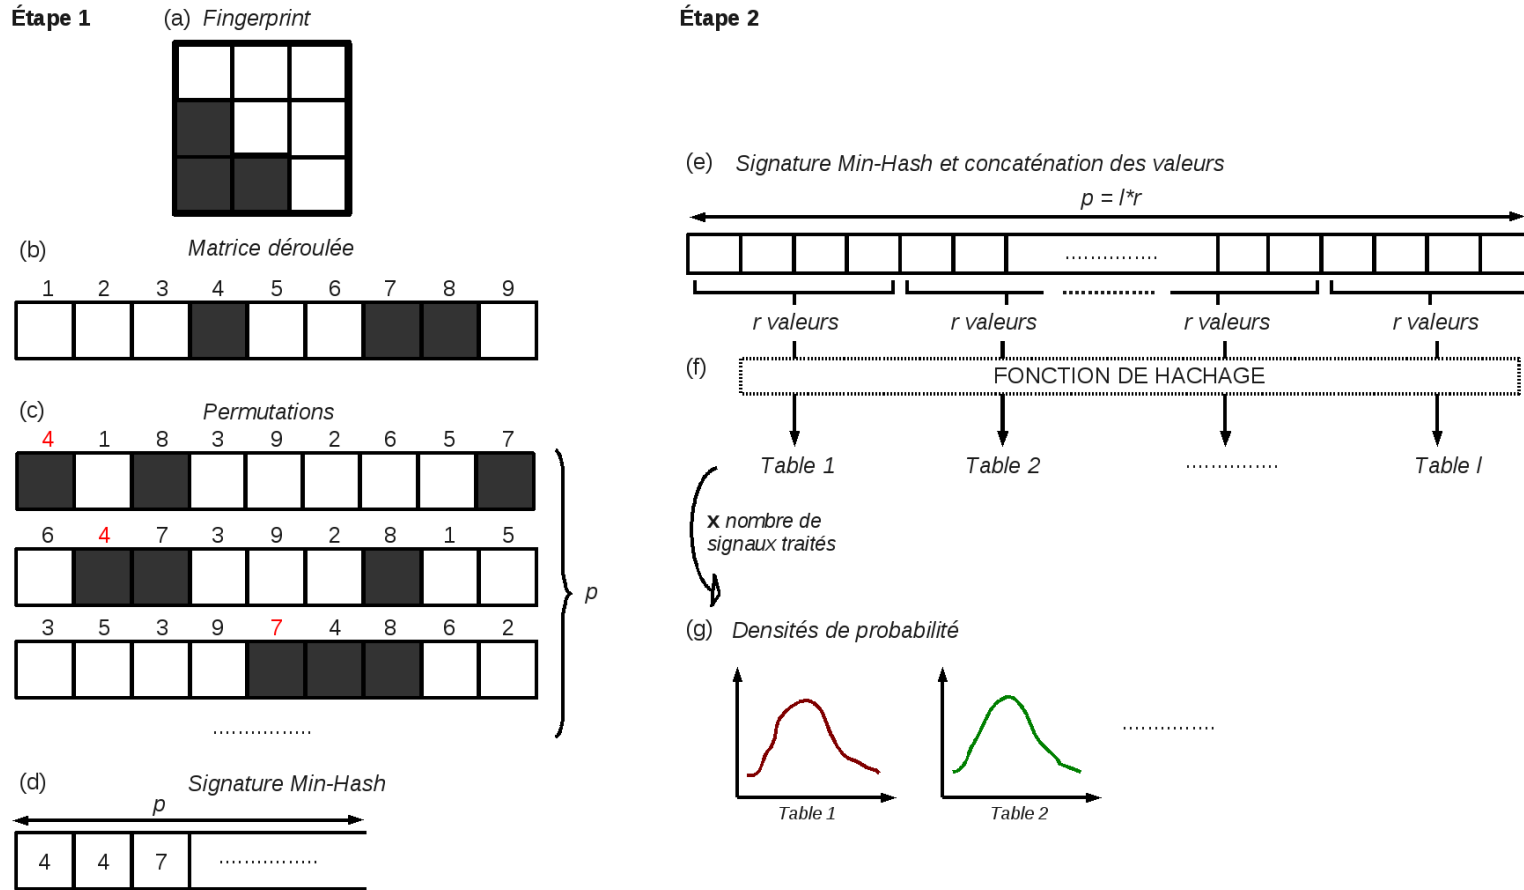 Étape 1
(a) Fingerprint
(b) Matrice déroulée
1 2 3 4 5 6 7 8 9
(c) Permutations
4 1 8 3 9 2 6 5 7
6 4 7 3 9 2 8 1 5
3 5 3 9 7 4 8 6 2
...............
p
(d) Signature Min-Hash
p
4 4 7 ...............
Étape 2
(e) Signature Min-Hash et concaténation des valeurs
p = l*r
..............
r valeurs r valeurs .............. r valeurs r valeurs
(f) FONCTION DE HACHAGE
Table 1 Table 2 .............. Table l
x nombre de
signaux traités
(g) Densités de probabilité
..............
Table 1 Table 2